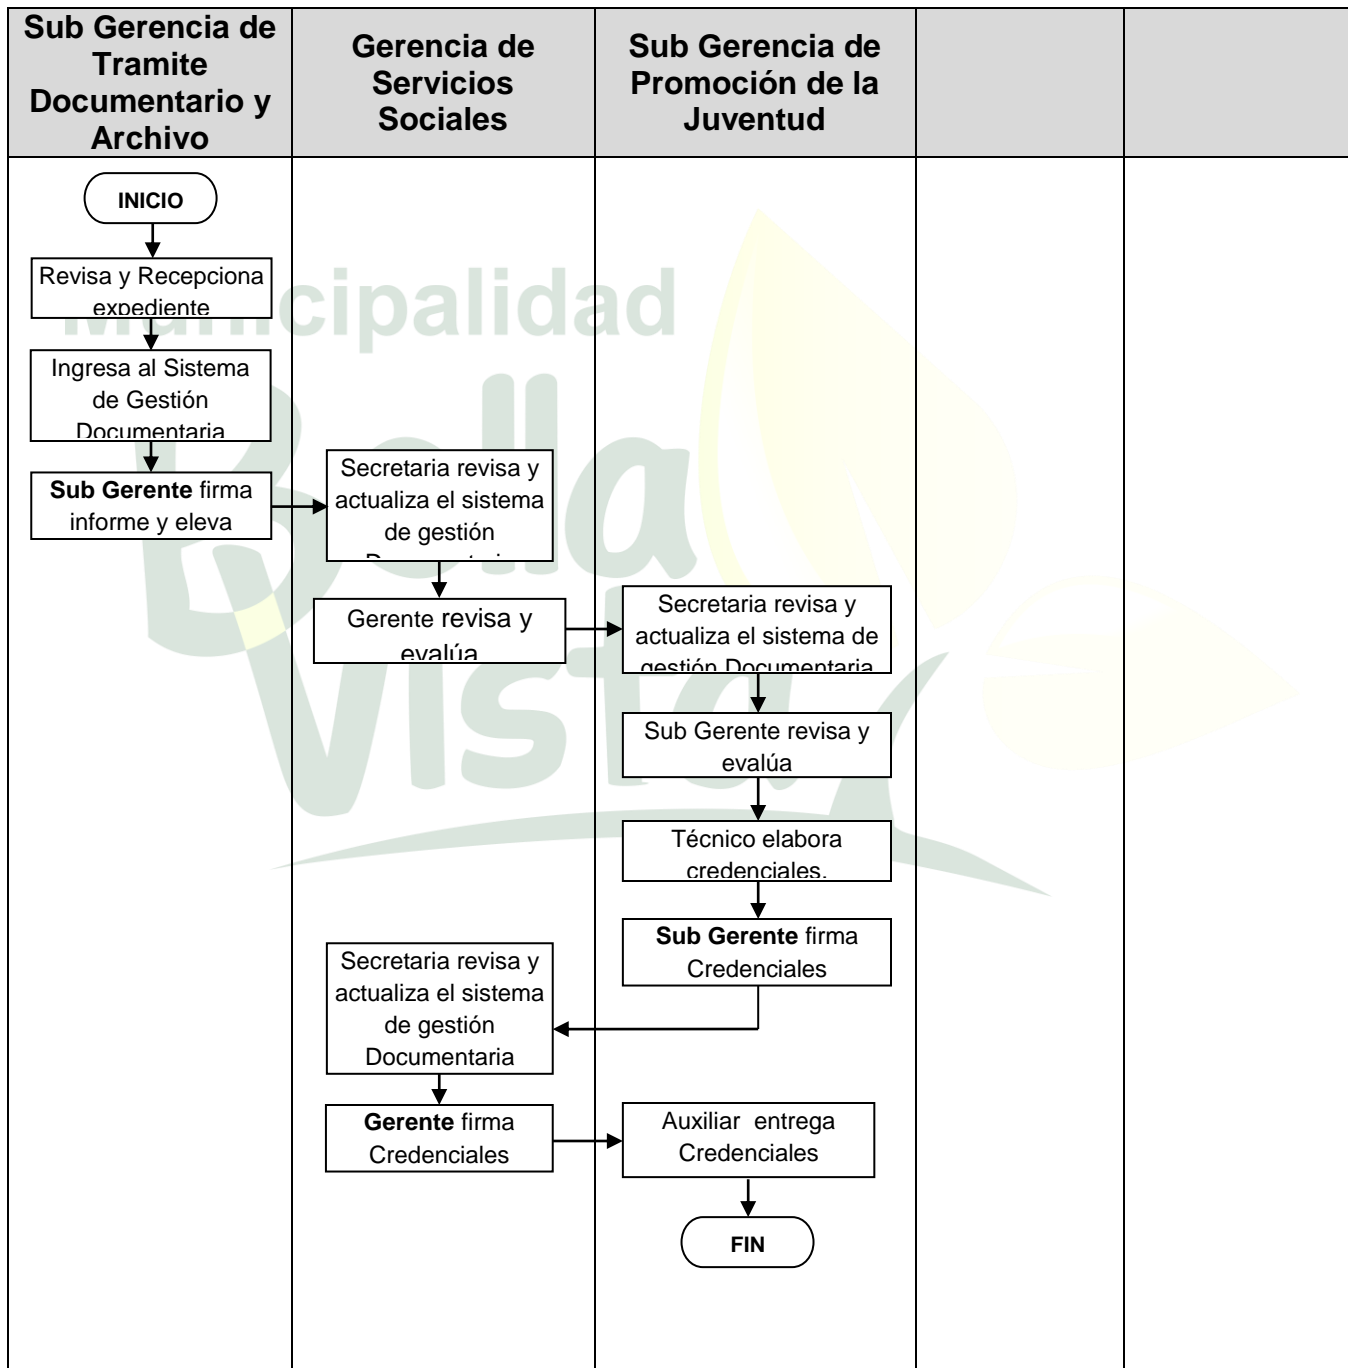 Sub Gerencia de
Tramite
Documentario y
Archivo
Gerencia de
Servicios
Sociales
Sub Gerencia de
Promoción de la
Juventud
INICIO
Revisa y Recepciona
expediente
Ingresa al Sistema
de Gestión
Documentaria
Sub Gerente firma
informe y eleva
Secretaria revisa y
actualiza el sistema
de gestión
Gerente revisa y
evalúa
Secretaria revisa y
actualiza el sistema de
gestión Documentaria
Sub Gerente revisa y
evalúa
Técnico elabora
credenciales.
Sub Gerente firma
Credenciales
Secretaria revisa y
actualiza el sistema
de gestión
Documentaria
Gerente firma
Credenciales
Auxiliar entrega
Credenciales
FIN
Municipalidad
Bella
Vista